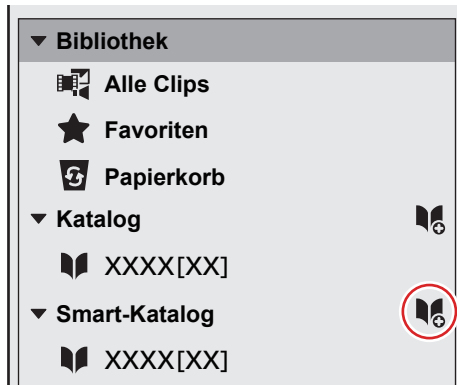 Bibliothek
Alle Clips
Favoriten
Papierkorb
Katalog
XXXX[XX]
Smart-Katalog
XXXX[XX]